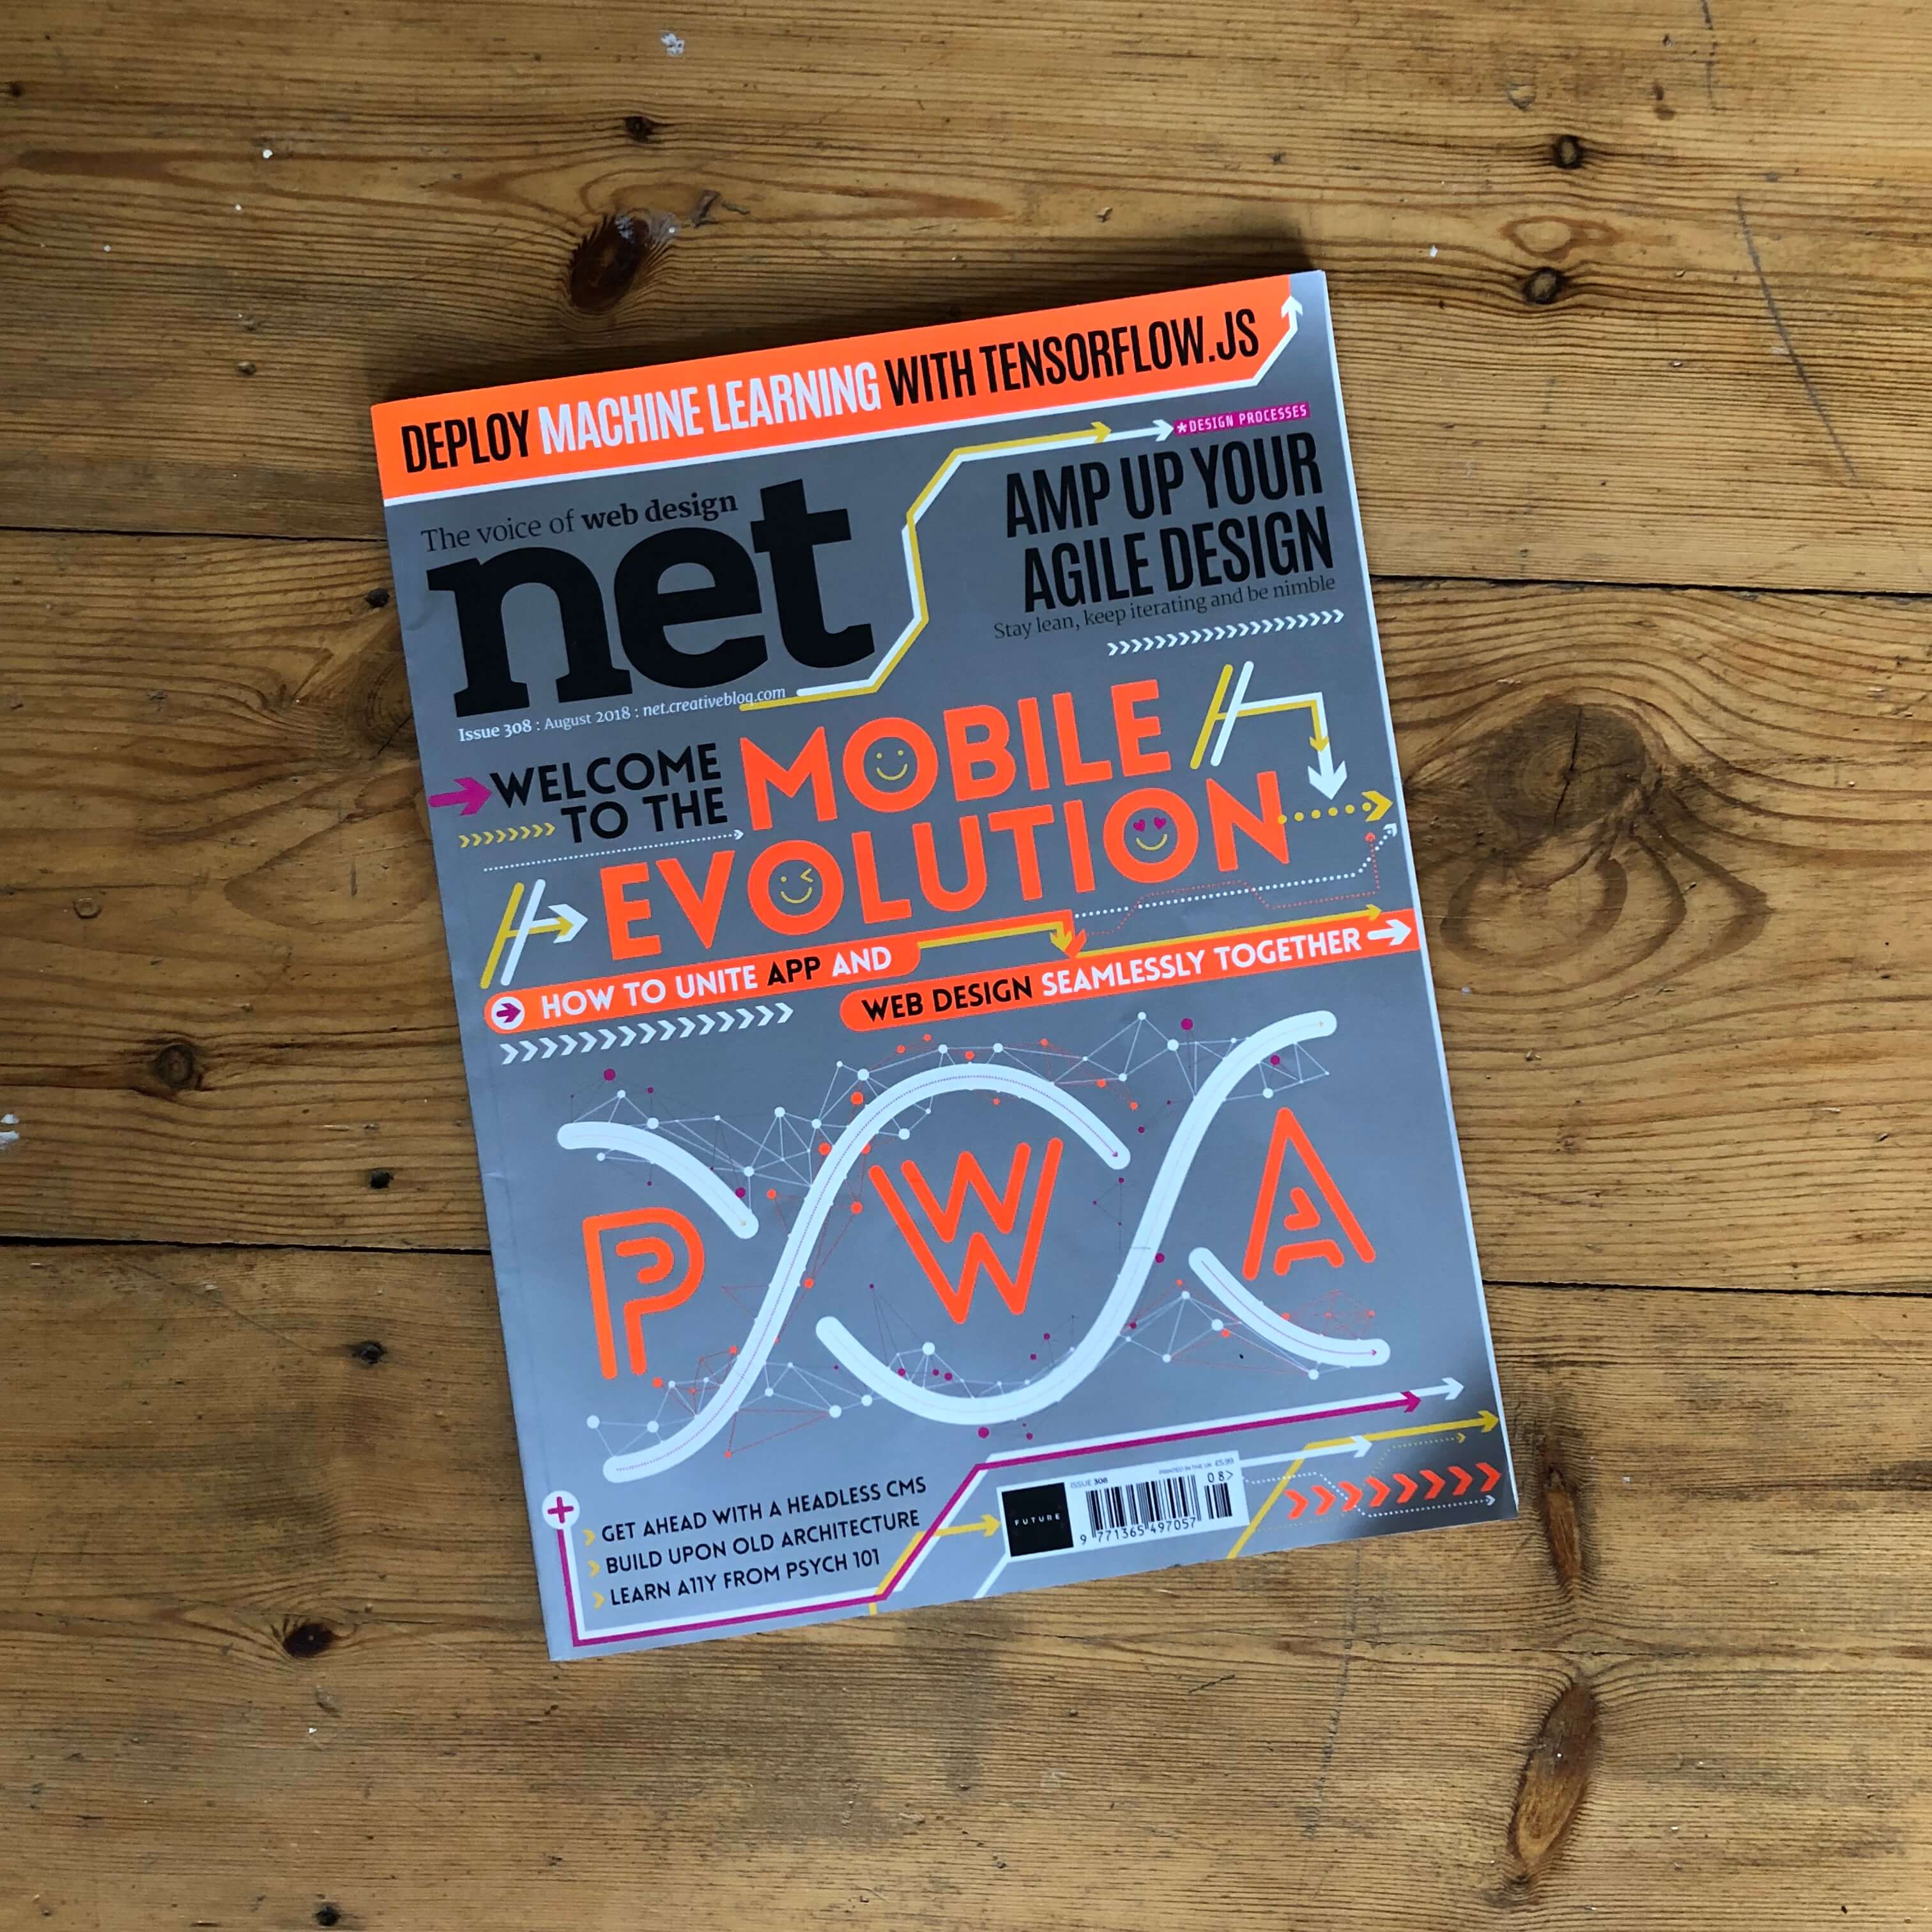 DEPLOY MACHINE LEARNING WITH TENSORFLOW.JS
*DESIGN PROCESSES
AMP UP YOUR
AGILE DESIGN
Stay lean, keep iterating and be nimble
The voice of web design
net
Issue 308 : August 2018 : net.creativeblog.com
WELCOME
TO THE
MOBILE
EVOLUTION
HOW TO UNITE APP AND
WEB DESIGN SEAMLESSLY TOGETHER
P W A
GET AHEAD WITH A HEADLESS CMS
BUILD UPON OLD ARCHITECTURE
LEARN A11Y FROM PSYCH 101
FUTURE
ISSUE 308
PRINTED IN THE UK £5.99
08>
9 771365 497057